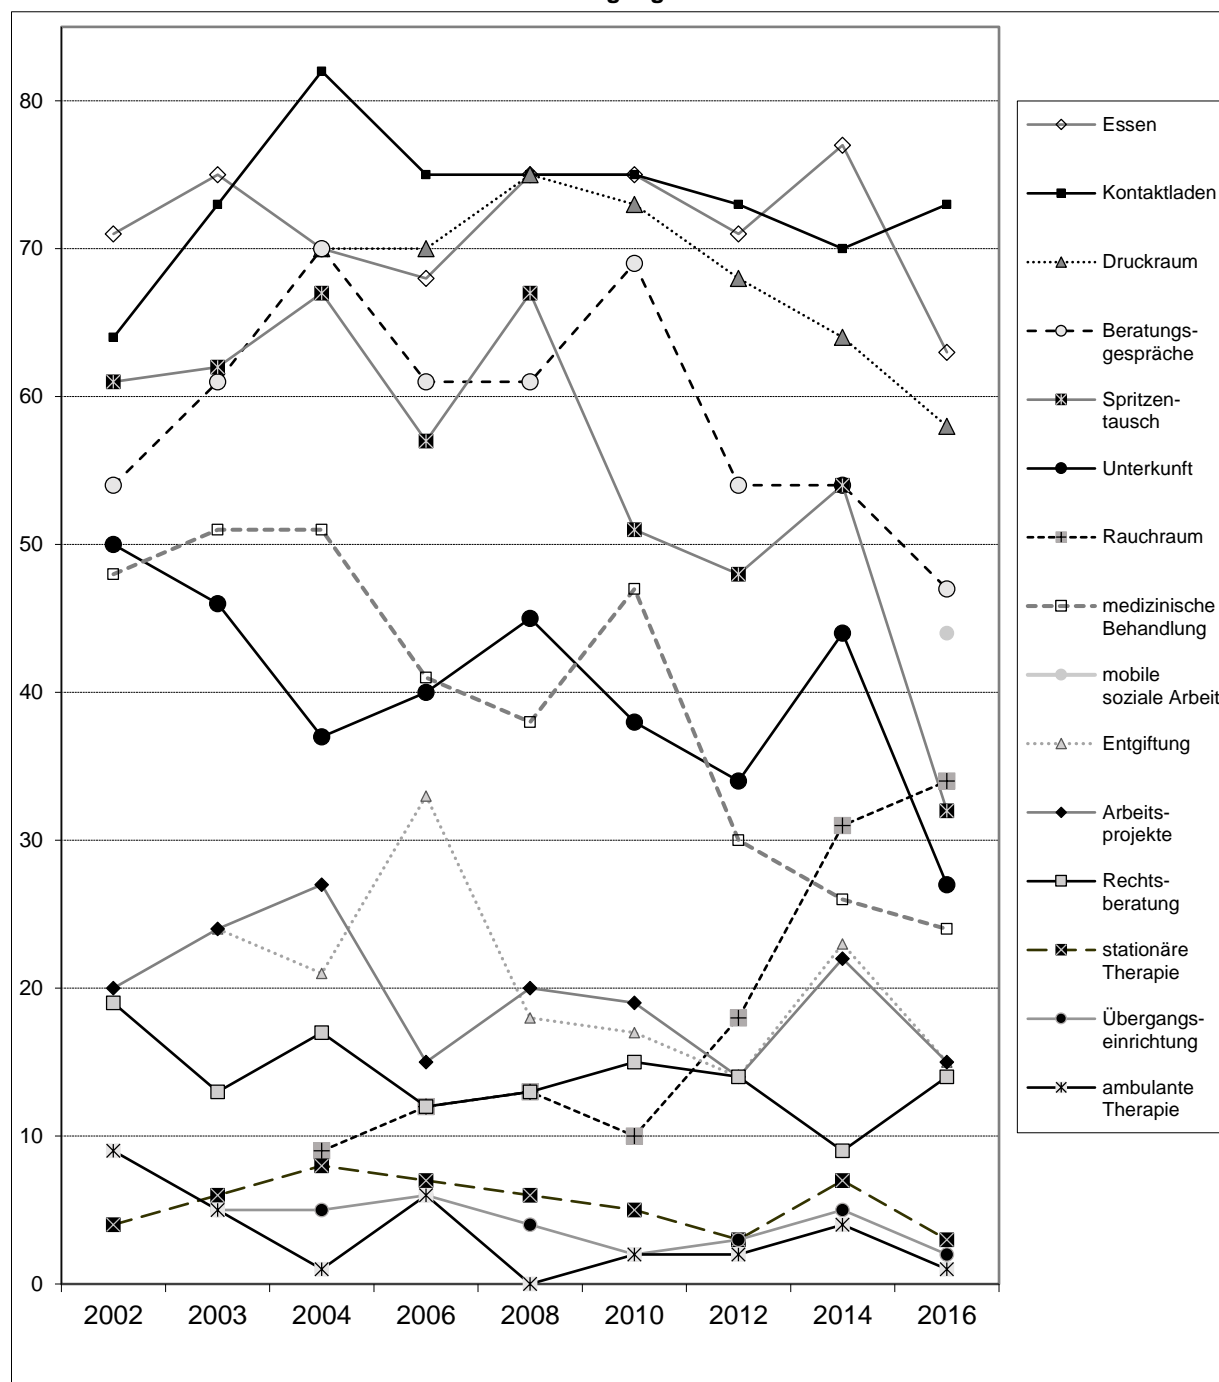 80
70
60
50
40
30
20
10
0
2002 2003 2004 2006 2008 2010 2012 2014 2016
Essen
Kontaktladen
Druckraum
Beratungs-
gespräche
Spritzen-
tausch
Unterkunft
Rauchraum
medizinische
Behandlung
mobile
soziale Arbeit
Entgiftung
Arbeits-
projekte
Rechts-
beratung
stationäre
Therapie
Übergangs-
einrichtung
ambulante
Therapie